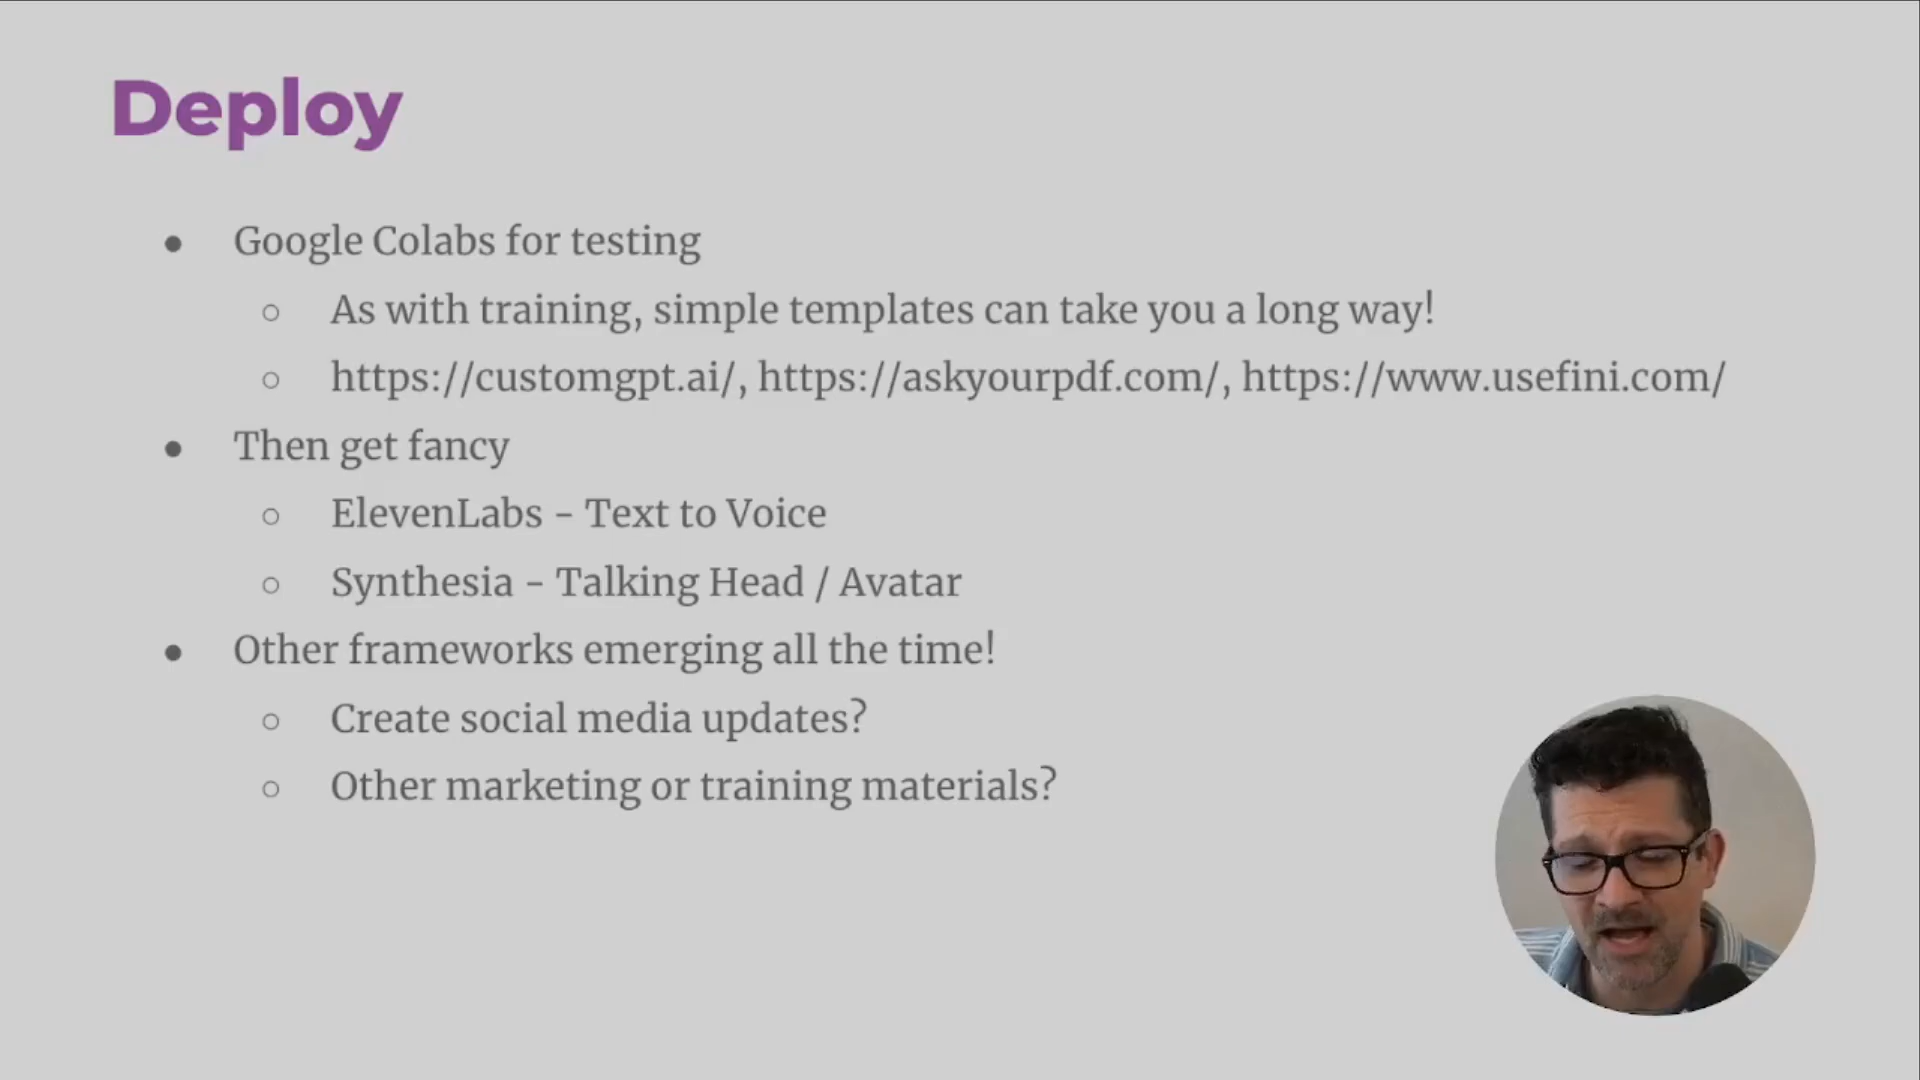 Deploy
● Google Colabs for testing
○ As with training, simple templates can take you a long way!
○ https://customgpt.ai/, https://askyourpdf.com/, https://www.usefini.com/
● Then get fancy
○ ElevenLabs - Text to Voice
○ Synthesia - Talking Head / Avatar
● Other frameworks emerging all the time!
○ Create social media updates?
○ Other marketing or training materials?